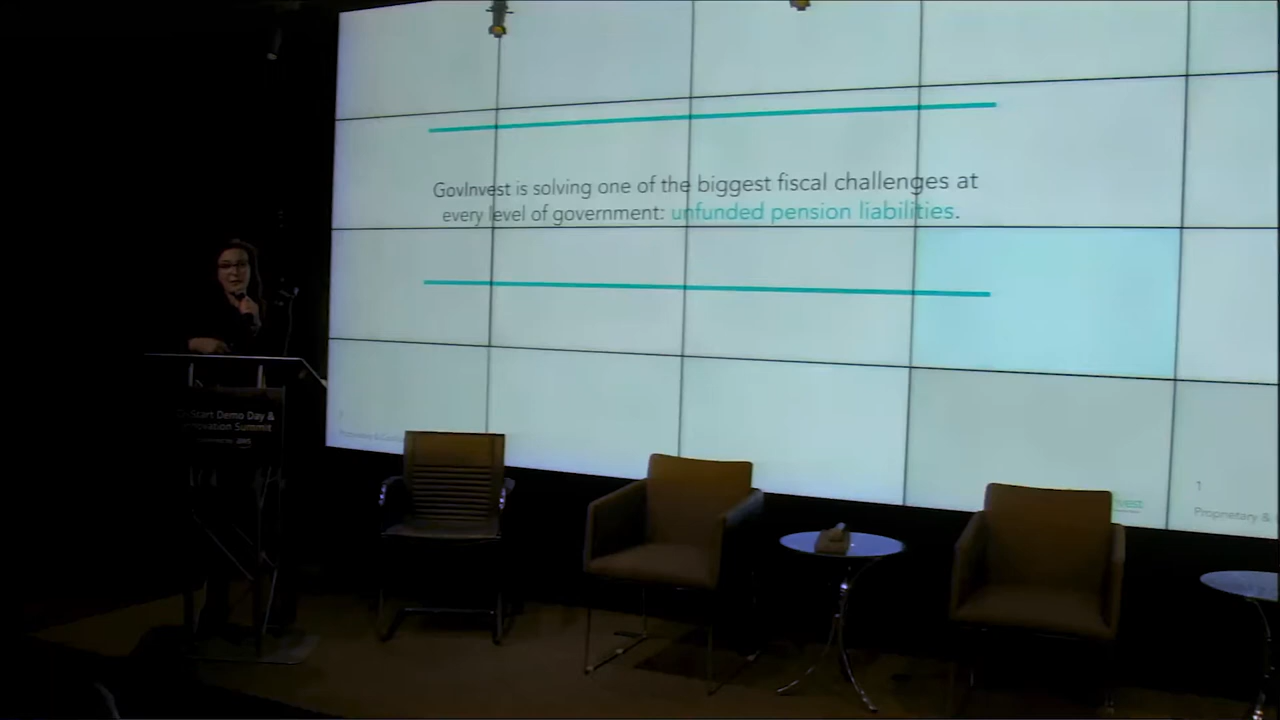 GovInvest is solving one of the biggest fiscal challenges at
every level of government: unfunded pension liabilities.
Start Demo Day &
Innovation Summit
1
Proprietary &